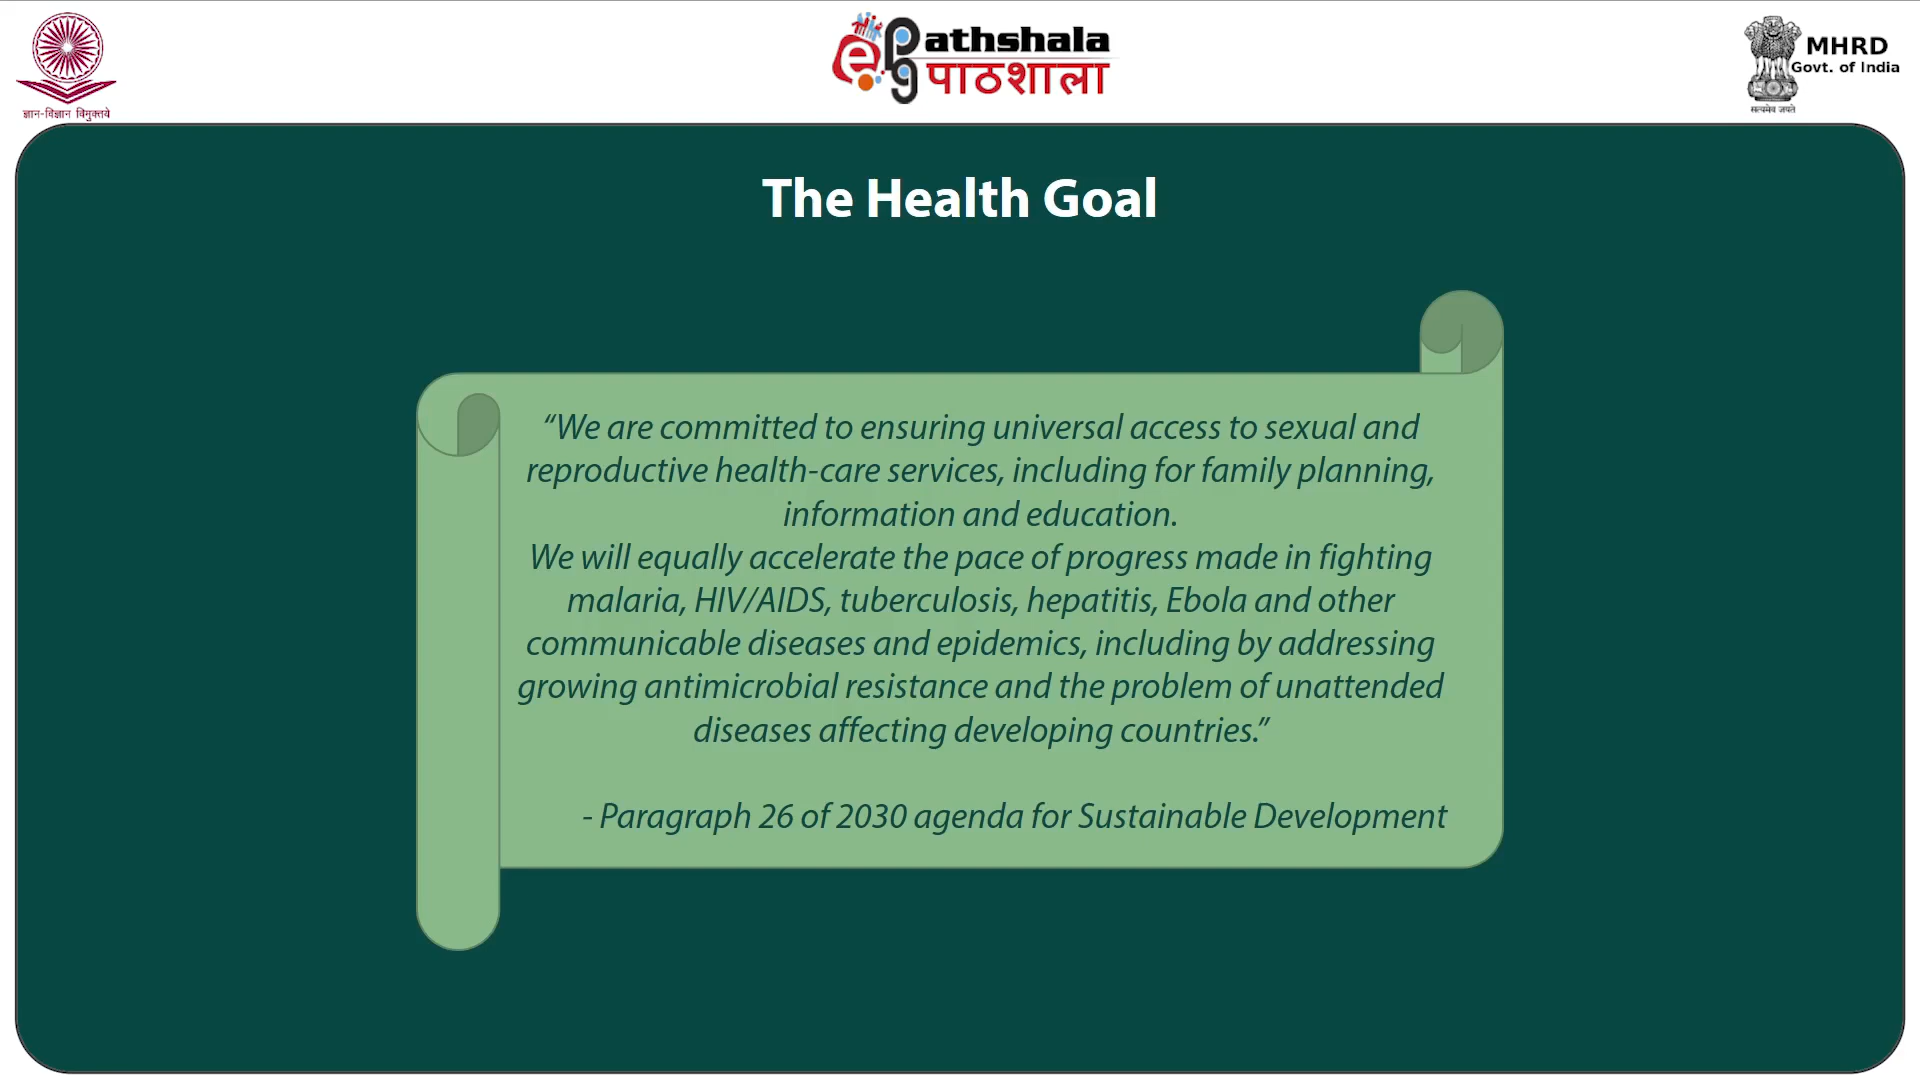 ज्ञान-विज्ञान विमुक्तये
ePG Pathshala
पाठशाला
MHRD
Govt. of India
सत्यमेव जयते
The Health Goal
“We are committed to ensuring universal access to sexual and
reproductive health-care services, including for family planning,
information and education.
We will equally accelerate the pace of progress made in fighting
malaria, HIV/AIDS, tuberculosis, hepatitis, Ebola and other
communicable diseases and epidemics, including by addressing
growing antimicrobial resistance and the problem of unattended
diseases affecting developing countries.”
- Paragraph 26 of 2030 agenda for Sustainable Development